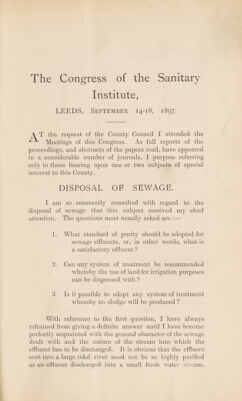 The Congress of the Sanitary
Institute,
LEEDS, SEPTEMBER 14-18, 1897.
AT the request of the County Council I attended the
Meetings of this Congress. As full reports of the
proceedings, and abstracts of the papers read, have appeared
in a considerable number of journals, I purpose referring
only to those bearing upon one or two subjects of special
interest to this County.
DISPOSAL OF SEWAGE.
I am so constantly consulted with regard to the
disposal of sewage that this subject received my chief
attention. The questions most usually asked are :—
1. What standard of purity should be adopted for
sewage effluents, or, in other words, what is
a satisfactory effluent ?
2. Can any system of treatment be recommended
whereby the use of land for irrigation purposes
can be dispensed with ?
3. Is it possible to adopt any system of treatment
whereby no sludge will be produced ?
With reference to the first question, I have always
refrained from giving a definite answer until I have become
perfectly acquainted with the general character of the sewage
dealt with and the nature of the stream into which the
effluent has to be discharged. It is obvious that the effluent
sent into a large tidal river need not be so highly purified
as an effluent discharged into a small fresh water stream.